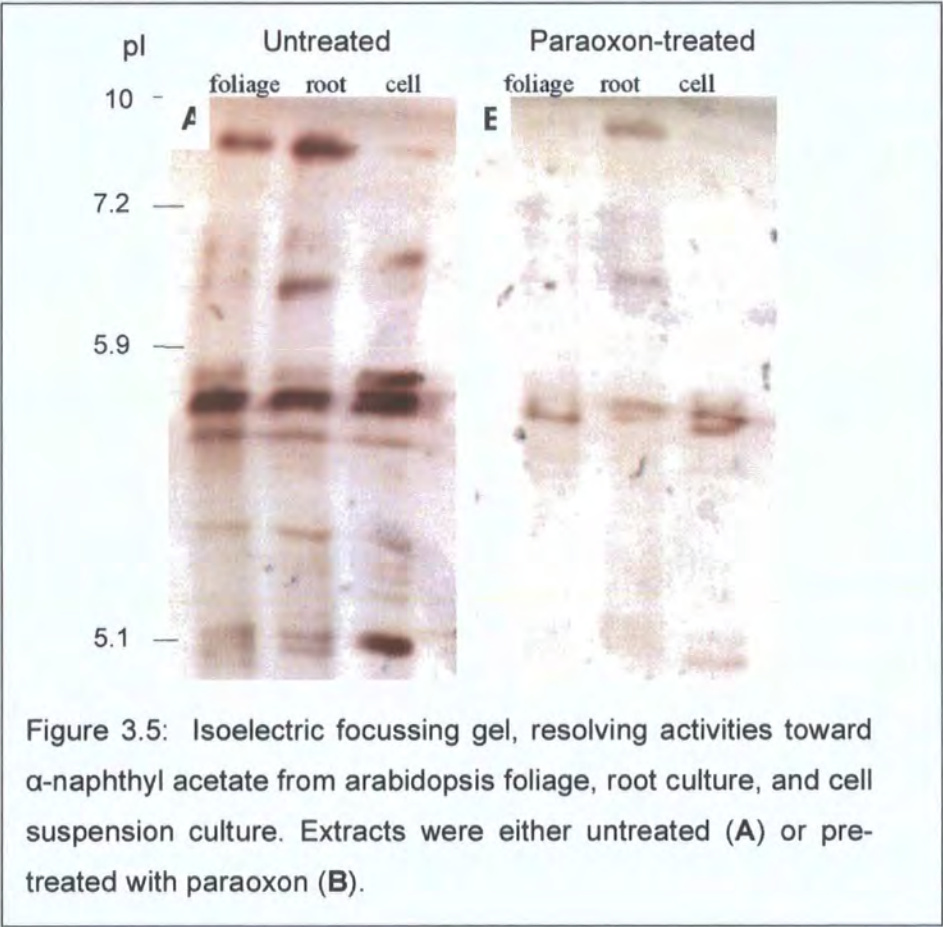 pI Untreated Paraoxon-treated
foliage root cell foliage root cell
10
A E
7.2
5.9
5.1
Figure 3.5: Isoelectric focussing gel, resolving activities toward
α-naphthyl acetate from arabidopsis foliage, root culture, and cell
suspension culture. Extracts were either untreated (A) or pre-
treated with paraoxon (B).